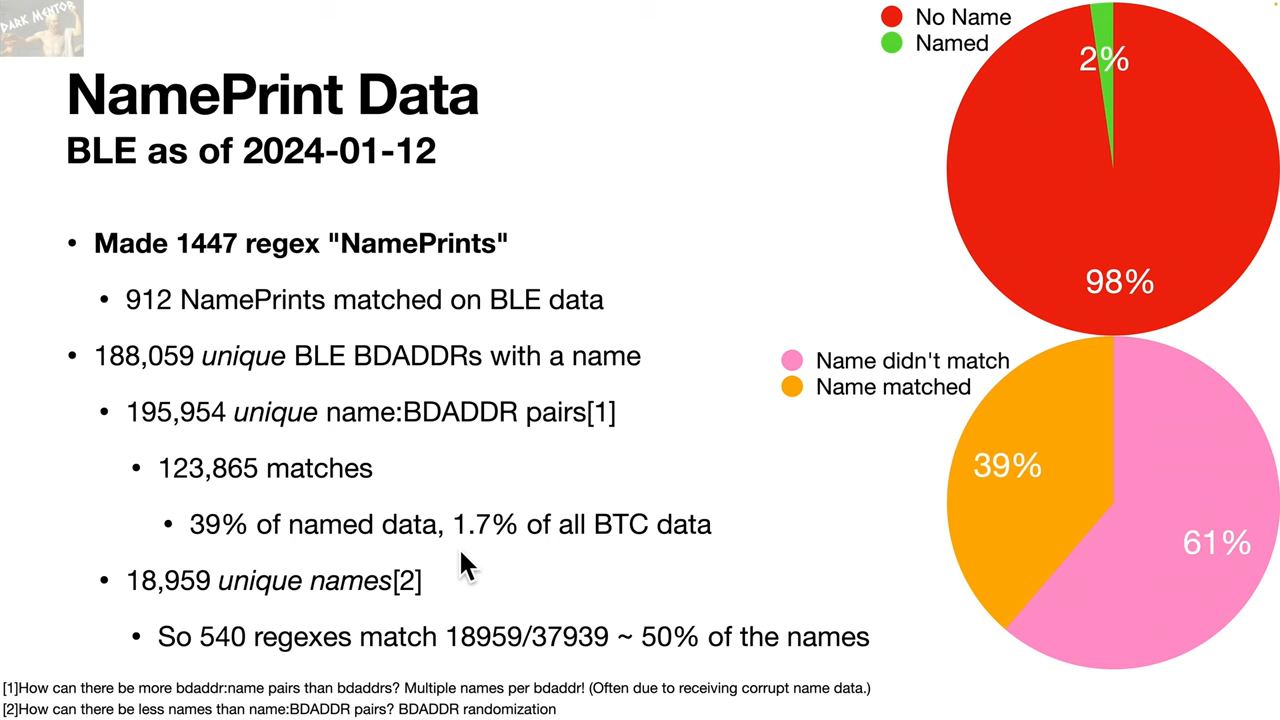 DARK MENTOR
No Name
Named
2%
98%
NamePrint Data
BLE as of 2024-01-12
• Made 1447 regex "NamePrints"
• 912 NamePrints matched on BLE data
• 188,059 unique BLE BDADDRs with a name
• 195,954 unique name:BDADDR pairs[1]
• 123,865 matches
• 39% of named data, 1.7% of all BTC data
• 18,959 unique names[2]
• So 540 regexes match 18959/37939 ~ 50% of the names
Name didn't match
Name matched
39%
61%
[1]How can there be more bdaddr:name pairs than bdaddrs? Multiple names per bdaddr! (Often due to receiving corrupt name data.)
[2]How can there be less names than name:BDADDR pairs? BDADDR randomization